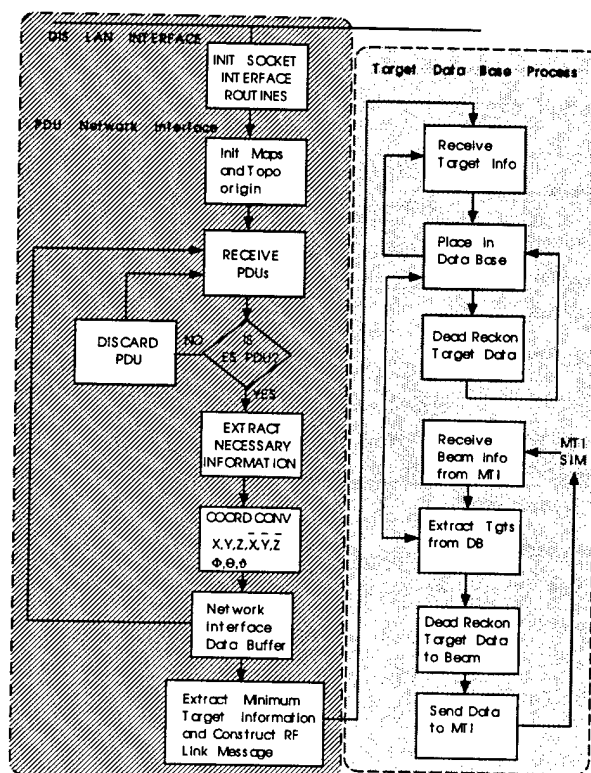 DIS LAN INTERFACE
INIT SOCKET
INTERFACE
ROUTINES
PDU Network Interface
Init Maps
and Topo
origin
RECEIVE
PDUs
DISCARD
PDU
NO
IS
ES PDU?
YES
EXTRACT
NECESSARY
INFORMATION
COORD CONV
X,Y,Z,X̅,Y̅,Z̅
Φ,Θ,ϑ
Network
Interface
Data Buffer
Extract Minimum
Target Information
and Construct RF
Link Message
Target Data Base Process
Receive
Target Info
Place in
Data Base
Dead Reckon
Target Data
Receive
Beam Info
from MTI
MTI
SIM
Extract Tgts
from DB
Dead Reckon
Target Data
to Beam
Send Data
to MTI